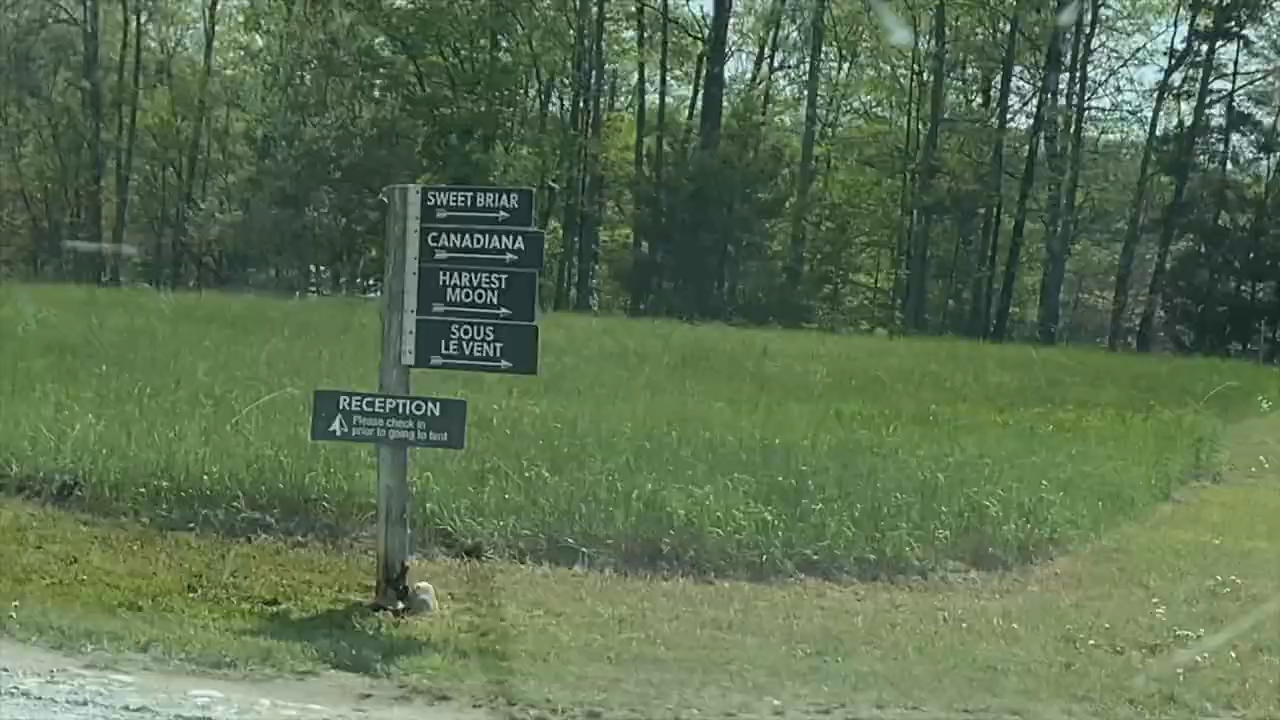 SWEET BRIAR
CANADIANA
HARVEST
MOON
SOUS
LE VENT
RECEPTION
Please check in
prior to going to tent